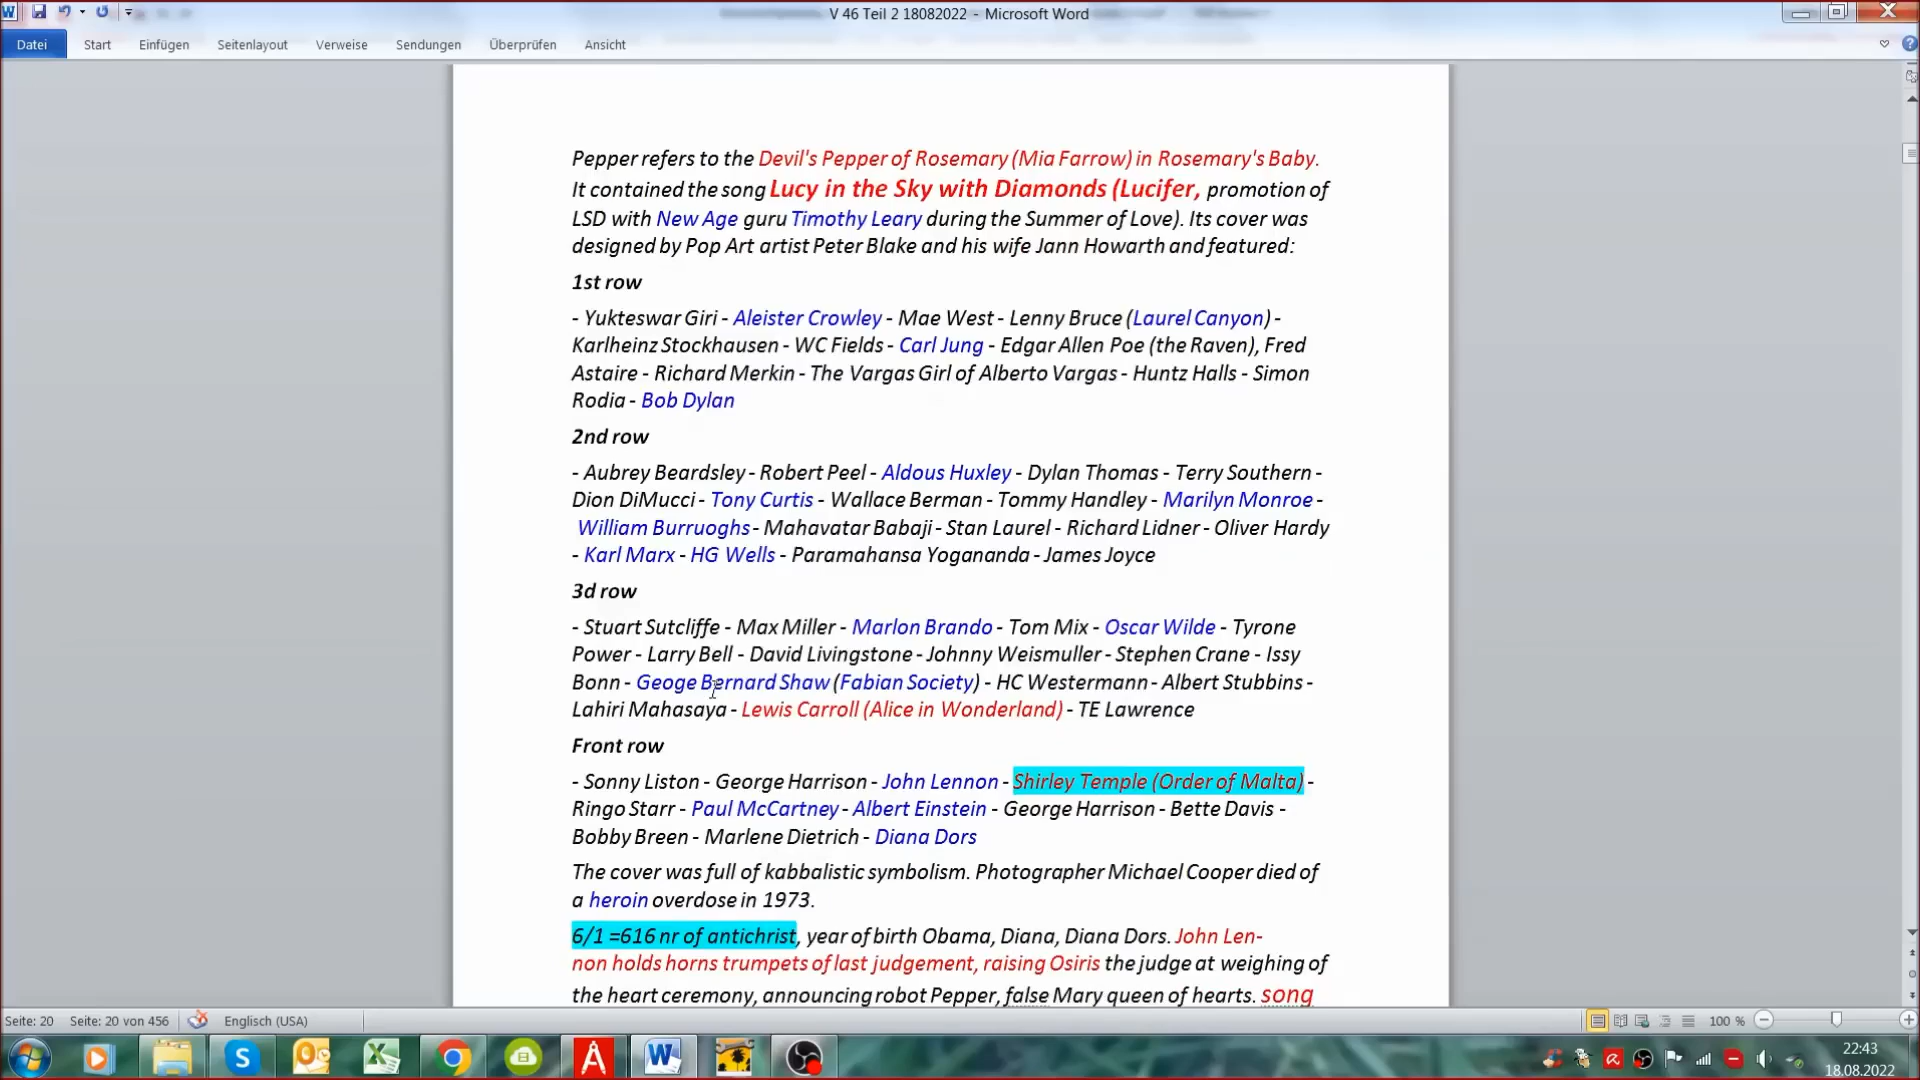 V 46 Teil 2 18082022 - Microsoft Word
Datei Start Einfügen Seitenlayout Verweise Sendungen Überprüfen Ansicht
Pepper refers to the Devil's Pepper of Rosemary (Mia Farrow) in Rosemary's Baby.
It contained the song Lucy in the Sky with Diamonds (Lucifer, promotion of
LSD with New Age guru Timothy Leary during the Summer of Love). Its cover was
designed by Pop Art artist Peter Blake and his wife Jann Howarth and featured:
1st row
- Yukteswar Giri - Aleister Crowley - Mae West - Lenny Bruce (Laurel Canyon) -
Karlheinz Stockhausen - WC Fields - Carl Jung - Edgar Allen Poe (the Raven), Fred
Astaire - Richard Merkin - The Vargas Girl of Alberto Vargas - Huntz Halls - Simon
Rodia - Bob Dylan
2nd row
- Aubrey Beardsley - Robert Peel - Aldous Huxley - Dylan Thomas - Terry Southern -
Dion DiMucci - Tony Curtis - Wallace Berman - Tommy Handley - Marilyn Monroe -
William Burruoghs - Mahavatar Babaji - Stan Laurel - Richard Lidner - Oliver Hardy
- Karl Marx - HG Wells - Paramahansa Yogananda - James Joyce
3d row
- Stuart Sutcliffe - Max Miller - Marlon Brando - Tom Mix - Oscar Wilde - Tyrone
Power - Larry Bell - David Livingstone - Johnny Weismuller - Stephen Crane - Issy
Bonn - Geoge Bernard Shaw (Fabian Society) - HC Westermann - Albert Stubbins -
Lahiri Mahasaya - Lewis Carroll (Alice in Wonderland) - TE Lawrence
Front row
- Sonny Liston - George Harrison - John Lennon - Shirley Temple (Order of Malta) -
Ringo Starr - Paul McCartney - Albert Einstein - George Harrison - Bette Davis -
Bobby Breen - Marlene Dietrich - Diana Dors
The cover was full of kabbalistic symbolism. Photographer Michael Cooper died of
a heroin overdose in 1973.
6/1 =616 nr of antichrist, year of birth Obama, Diana, Diana Dors. John Len-
non holds horns trumpets of last judgement, raising Osiris the judge at weighing of
the heart ceremony, announcing robot Pepper, false Mary queen of hearts. song
Seite: 20 Seite: 20 von 456 Englisch (USA) 100 %
22:43
18.08.2022